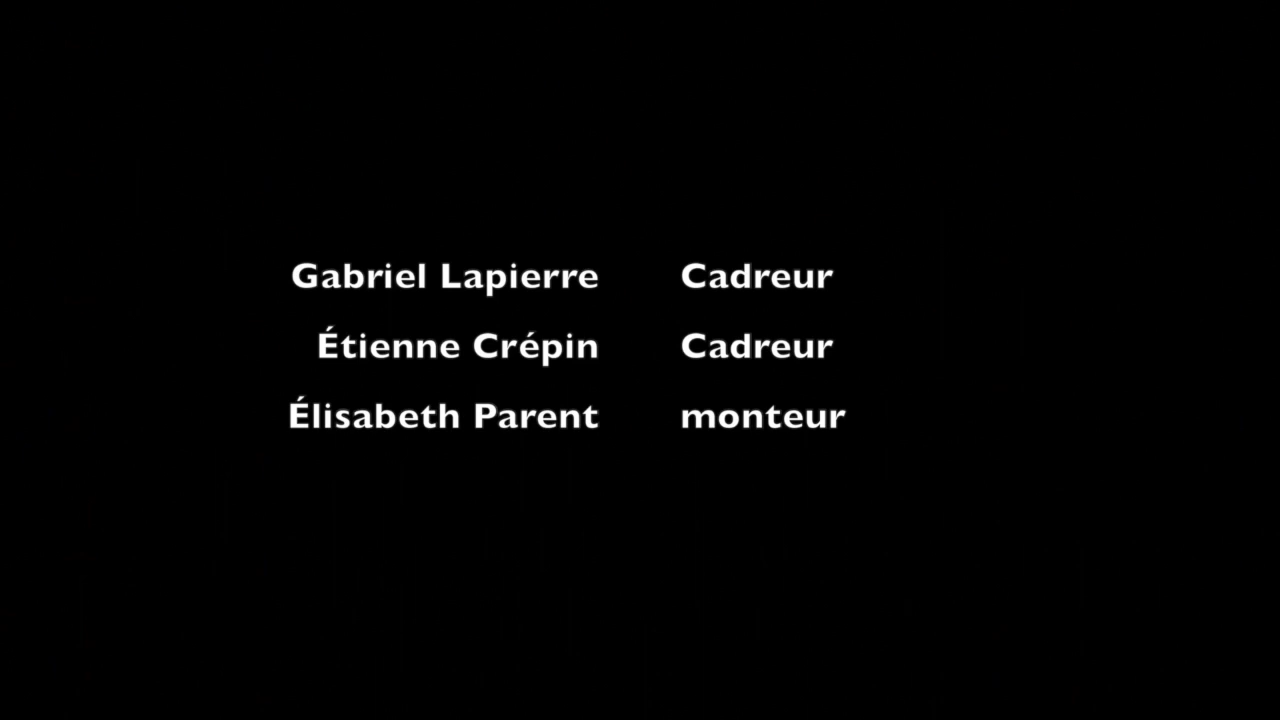 Gabriel Lapierre Cadreur
Étienne Crépin Cadreur
Élisabeth Parent monteur